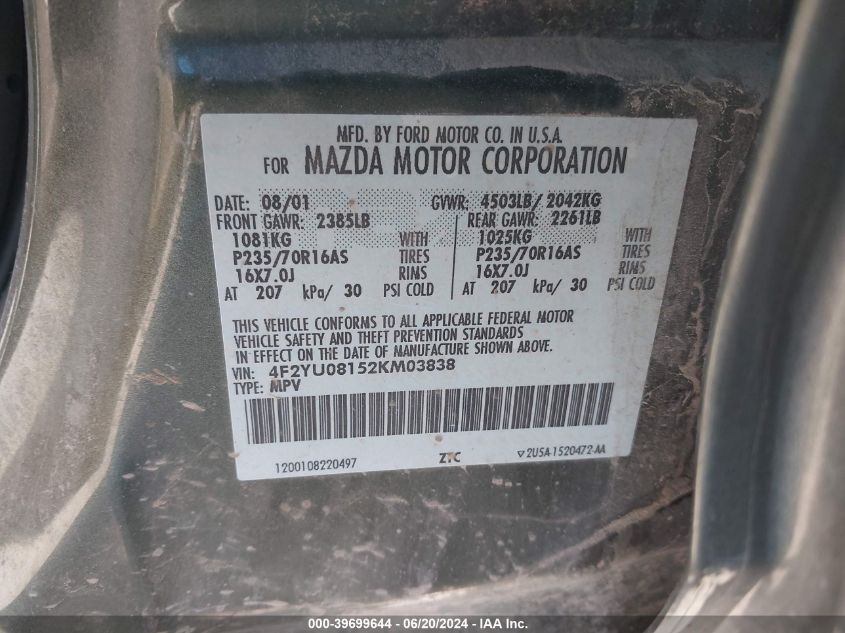 MFD. BY FORD MOTOR CO. IN U.S.A.
FOR MAZDA MOTOR CORPORATION
DATE: 08/01 GVWR: 4503LB/ 2042KG
FRONT GAWR: 2385LB REAR GAWR: 2261LB
1081KG WITH 1025KG WITH
P235/70R16AS TIRES P235/70R16AS TIRES
16X7.0J RIMS 16X7.0J RIMS
AT 207 kPa/ 30 PSI COLD AT 207 kPa/ 30 PSI COLD
THIS VEHICLE CONFORMS TO ALL APPLICABLE FEDERAL MOTOR
VEHICLE SAFETY AND THEFT PREVENTION STANDARDS
IN EFFECT ON THE DATE OF MANUFACTURE SHOWN ABOVE.
VIN: 4F2YU08152KM03838
TYPE: MPV
1200108220497 ZTC ▽2U5A-1520472-AA
000-39699644 - 06/20/2024 - IAA Inc.